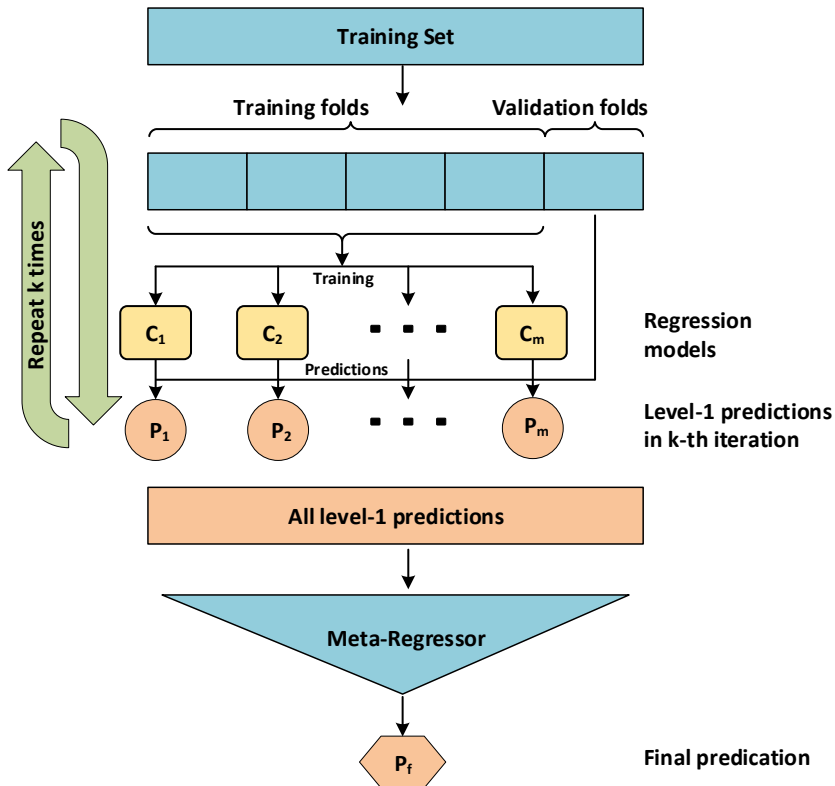 Training Set
Training folds
Validation folds
Repeat k times
Training
C1
C2
Cm
Regression
models
Predictions
P1
P2
Pm
Level-1 predictions
in k-th iteration
All level-1 predictions
Meta-Regressor
Pf
Final predication